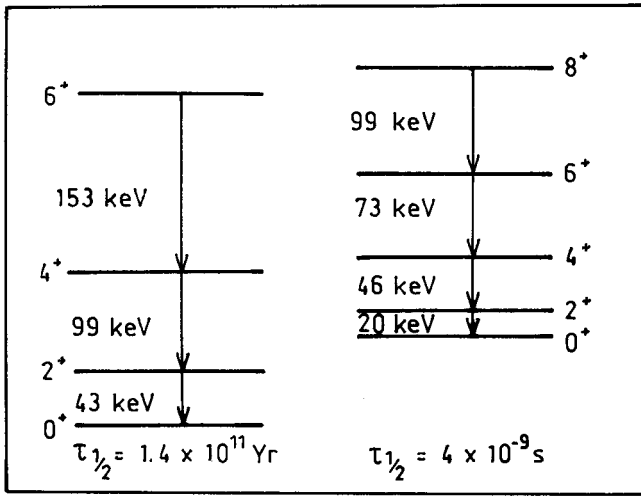 6⁺
153 keV
4⁺
99 keV
2⁺
43 keV
0⁺
τ½ = 1.4 x 10¹¹ Yr
8⁺
99 keV
6⁺
73 keV
4⁺
46 keV
2⁺
20 keV
0⁺
τ½ = 4 x 10⁻⁹ s